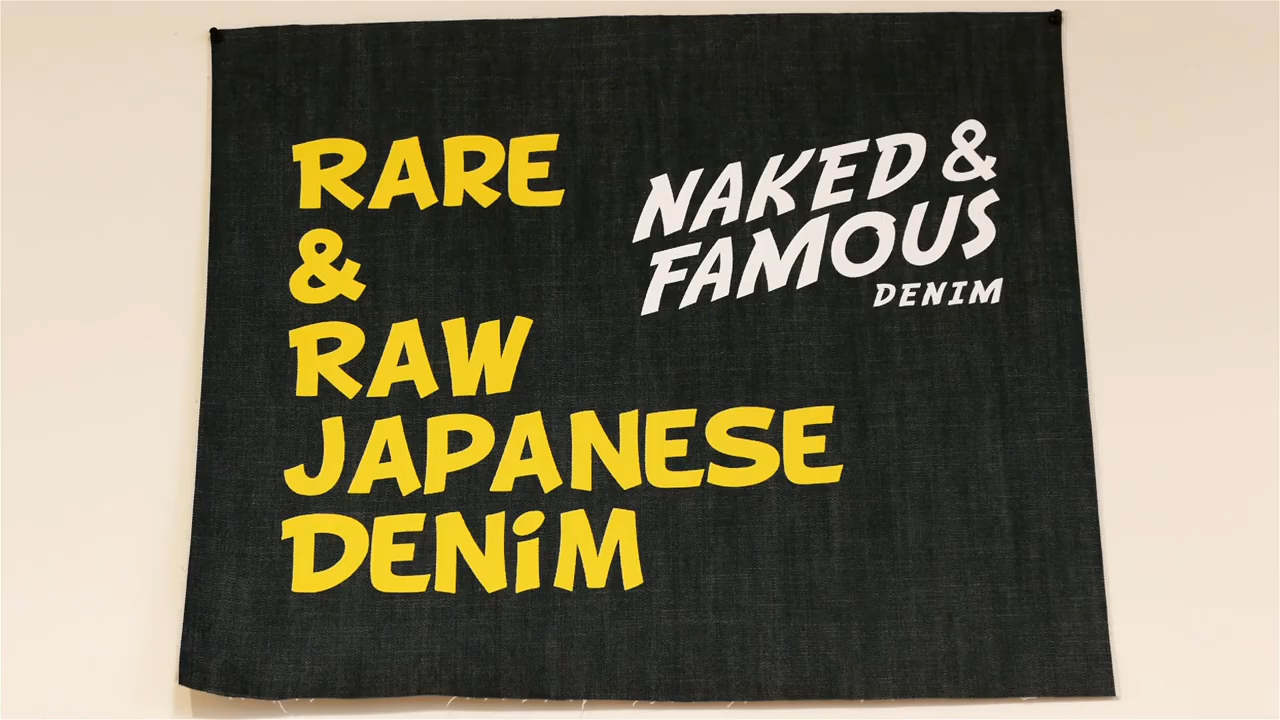 RARE
&
RAW
JAPANESE
DENiM
NAKED &
FAMOUS
DENIM